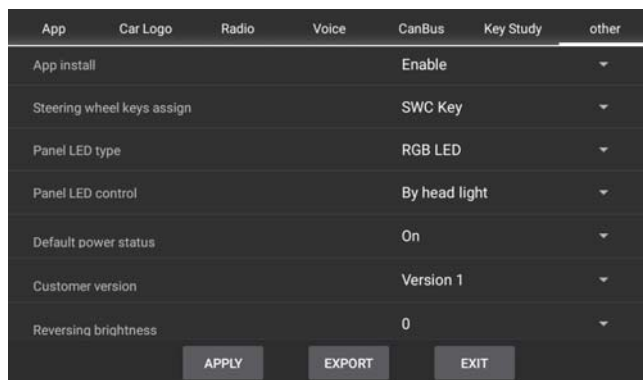 App Car Logo Radio Voice CanBus Key Study other
App install Enable
Steering wheel keys assign SWC Key
Panel LED type RGB LED
Panel LED control By head light
Default power status On
Customer version Version 1
Reversing brightness 0
APPLY EXPORT EXIT